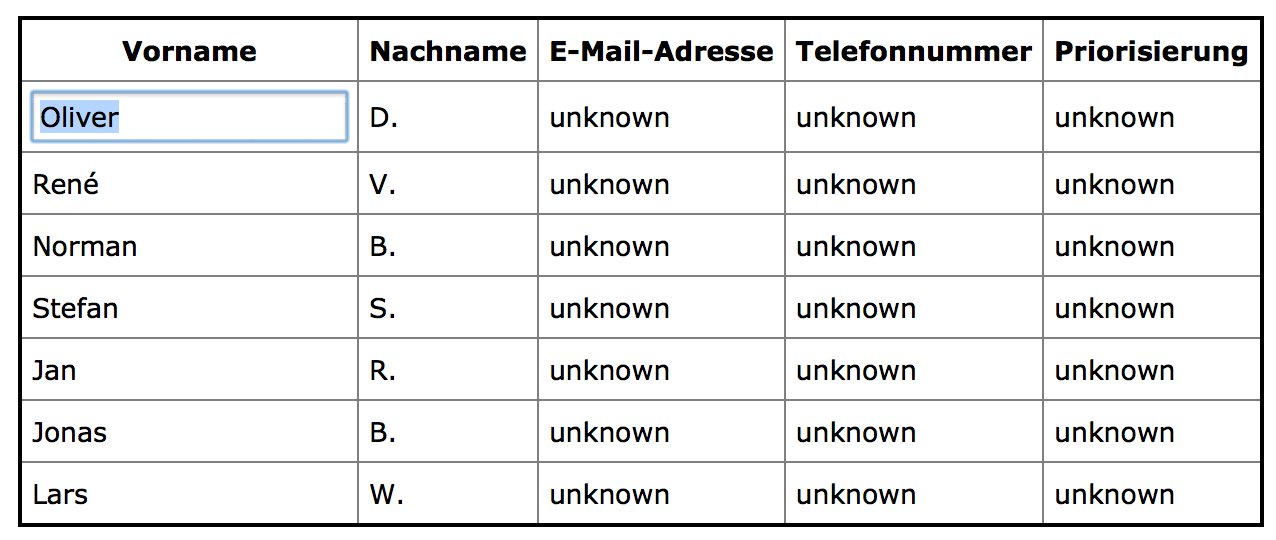 Vorname Nachname E-Mail-Adresse Telefonnummer Priorisierung
Oliver D. unknown unknown unknown
René V. unknown unknown unknown
Norman B. unknown unknown unknown
Stefan S. unknown unknown unknown
Jan R. unknown unknown unknown
Jonas B. unknown unknown unknown
Lars W. unknown unknown unknown